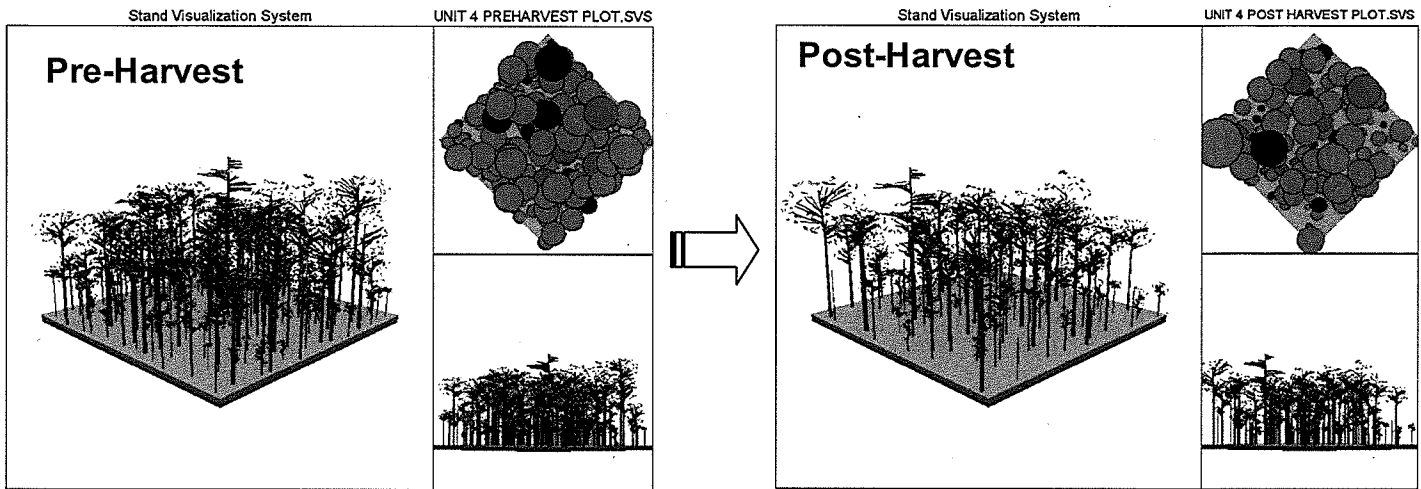 Stand Visualization System
UNIT 4 PREHARVEST PLOT.SVS
Pre-Harvest
Stand Visualization System
UNIT 4 POST HARVEST PLOT.SVS
Post-Harvest